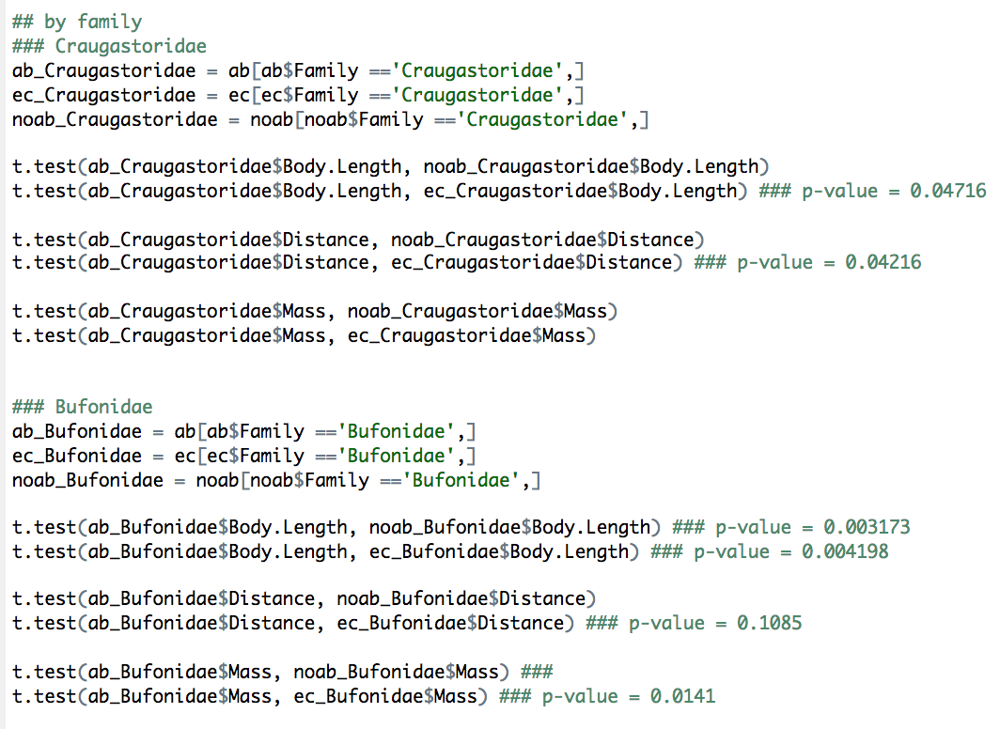 ## by family
### Craugastoridae
ab_Craugastoridae = ab[ab$Family =='Craugastoridae',]
ec_Craugastoridae = ec[ec$Family =='Craugastoridae',]
noab_Craugastoridae = noab[noab$Family =='Craugastoridae',]
t.test(ab_Craugastoridae$Body.Length, noab_Craugastoridae$Body.Length)
t.test(ab_Craugastoridae$Body.Length, ec_Craugastoridae$Body.Length) ### p-value = 0.04716
t.test(ab_Craugastoridae$Distance, noab_Craugastoridae$Distance)
t.test(ab_Craugastoridae$Distance, ec_Craugastoridae$Distance) ### p-value = 0.04216
t.test(ab_Craugastoridae$Mass, noab_Craugastoridae$Mass)
t.test(ab_Craugastoridae$Mass, ec_Craugastoridae$Mass)
### Bufonidae
ab_Bufonidae = ab[ab$Family =='Bufonidae',]
ec_Bufonidae = ec[ec$Family =='Bufonidae',]
noab_Bufonidae = noab[noab$Family =='Bufonidae',]
t.test(ab_Bufonidae$Body.Length, noab_Bufonidae$Body.Length) ### p-value = 0.003173
t.test(ab_Bufonidae$Body.Length, ec_Bufonidae$Body.Length) ### p-value = 0.004198
t.test(ab_Bufonidae$Distance, noab_Bufonidae$Distance)
t.test(ab_Bufonidae$Distance, ec_Bufonidae$Distance) ### p-value = 0.1085
t.test(ab_Bufonidae$Mass, noab_Bufonidae$Mass) ###
t.test(ab_Bufonidae$Mass, ec_Bufonidae$Mass) ### p-value = 0.0141